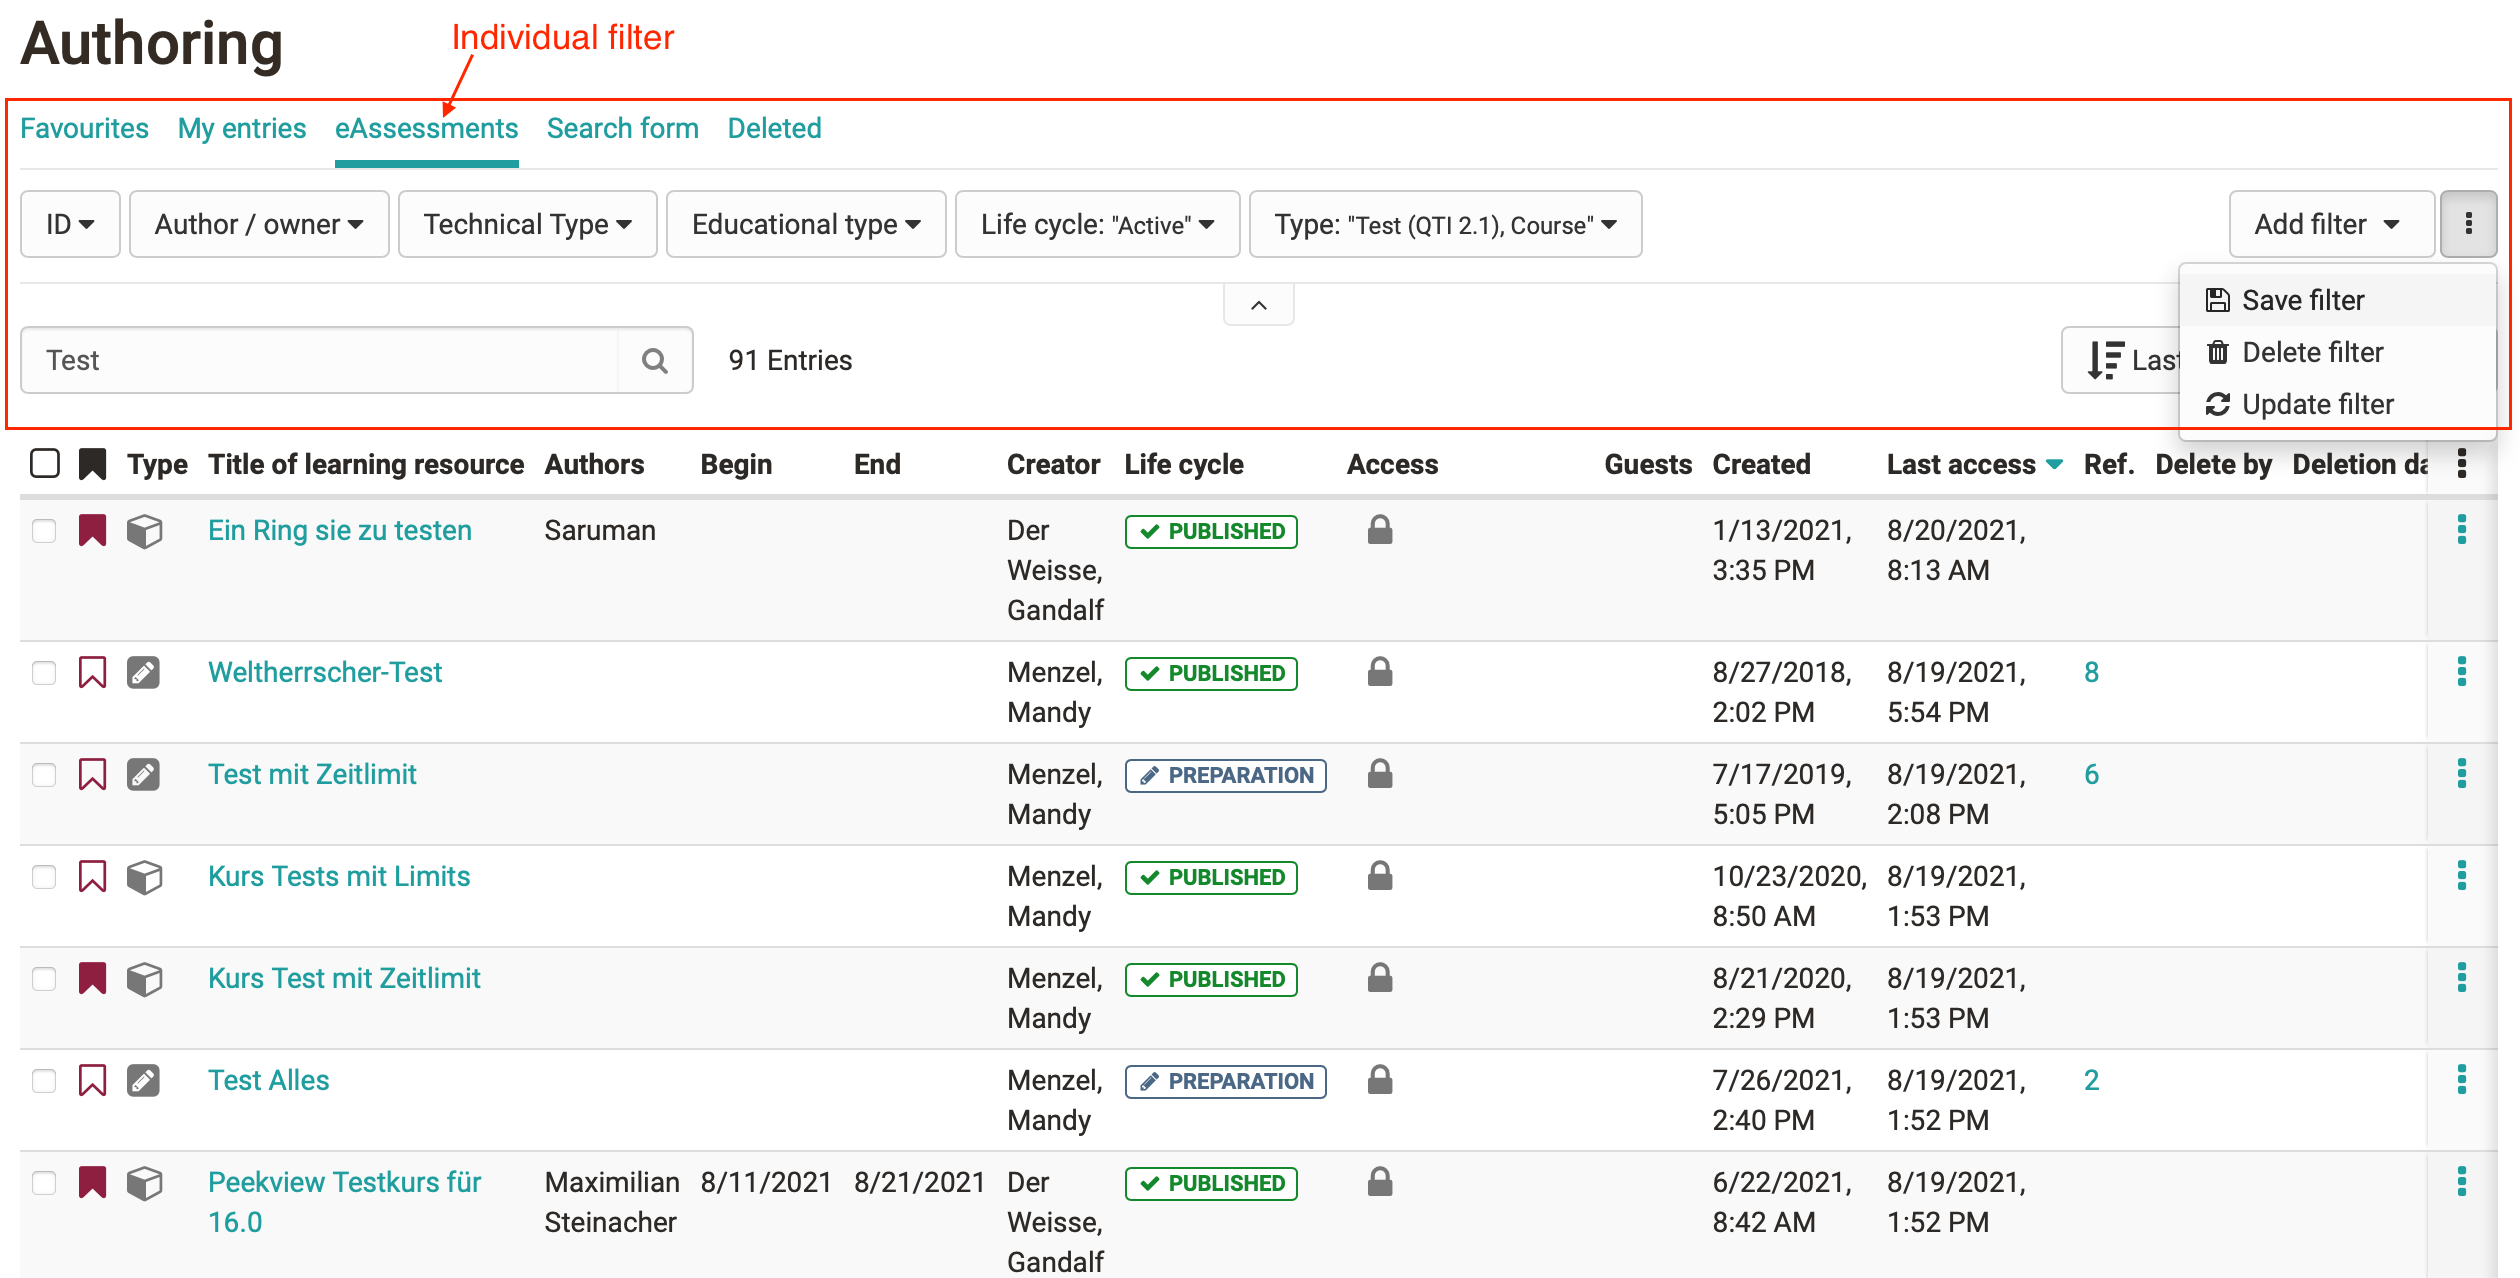 Authoring
Individual filter
Favourites My entries eAssessments Search form Deleted
ID Author / owner Technical Type Educational type Life cycle: "Active" Type: "Test (QTI 2.1), Course" Add filter
Save filter
Delete filter
Update filter
Test 91 Entries Las
Type Title of learning resource Authors Begin End Creator Life cycle Access Guests Created Last access Ref. Delete by Deletion da
Ein Ring sie zu testen Saruman Der PUBLISHED 1/13/2021, 8/20/2021,
Weisse, 3:35 PM 8:13 AM
Gandalf
Weltherrscher-Test Menzel, PUBLISHED 8/27/2018, 8/19/2021, 8
Mandy 2:02 PM 5:54 PM
Test mit Zeitlimit Menzel, PREPARATION 7/17/2019, 8/19/2021, 6
Mandy 5:05 PM 2:08 PM
Kurs Tests mit Limits Menzel, PUBLISHED 10/23/2020, 8/19/2021,
Mandy 8:50 AM 1:53 PM
Kurs Test mit Zeitlimit Menzel, PUBLISHED 8/21/2020, 8/19/2021,
Mandy 2:29 PM 1:53 PM
Test Alles Menzel, PREPARATION 7/26/2021, 8/19/2021, 2
Mandy 2:40 PM 1:52 PM
Peekview Testkurs für Maximilian 8/11/2021 8/21/2021 Der PUBLISHED 6/22/2021, 8/19/2021,
16.0 Steinacher Weisse, 8:42 AM 1:52 PM
Gandalf